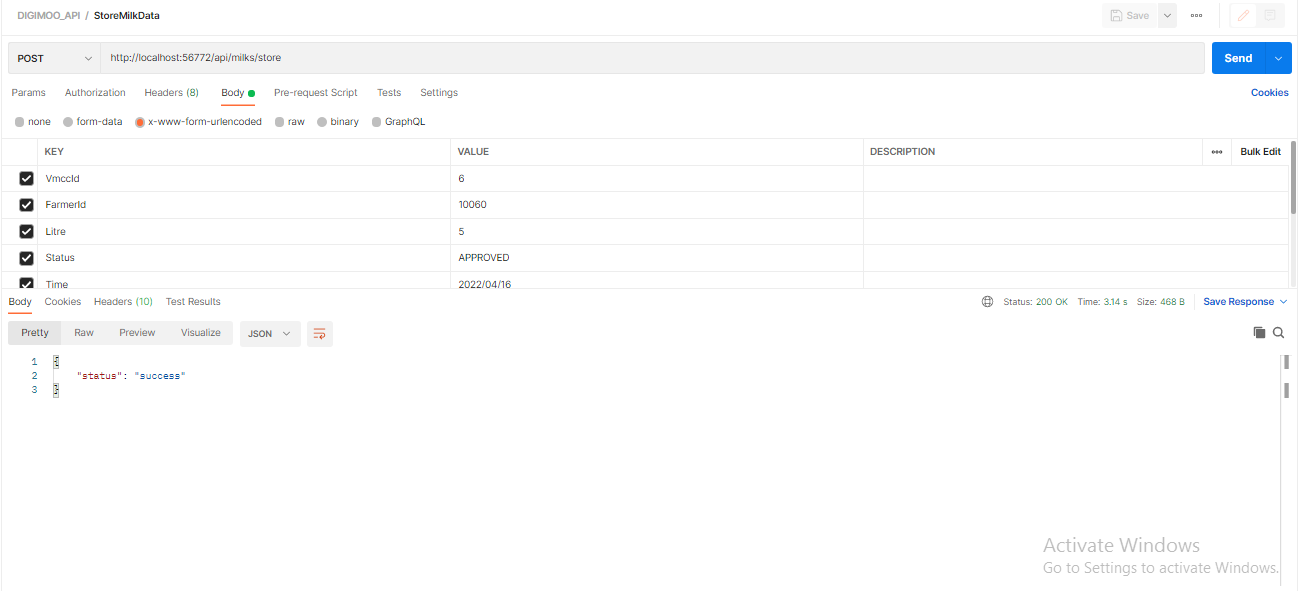 DIGIMOO_API / StoreMilkData
Save
POST http://localhost:56772/api/milks/store Send
Params Authorization Headers (8) Body Pre-request Script Tests Settings Cookies
none form-data x-www-form-urlencoded raw binary GraphQL
KEY VALUE DESCRIPTION Bulk Edit
VmccId 6
FarmerId 10060
Litre 5
Status APPROVED
Time 2022/04/16
Body Cookies Headers (10) Test Results Status: 200 OK Time: 3.14 s Size: 468 B Save Response
Pretty Raw Preview Visualize JSON
1 {
2 "status": "success"
3 }
Activate Windows
Go to Settings to activate Windows.